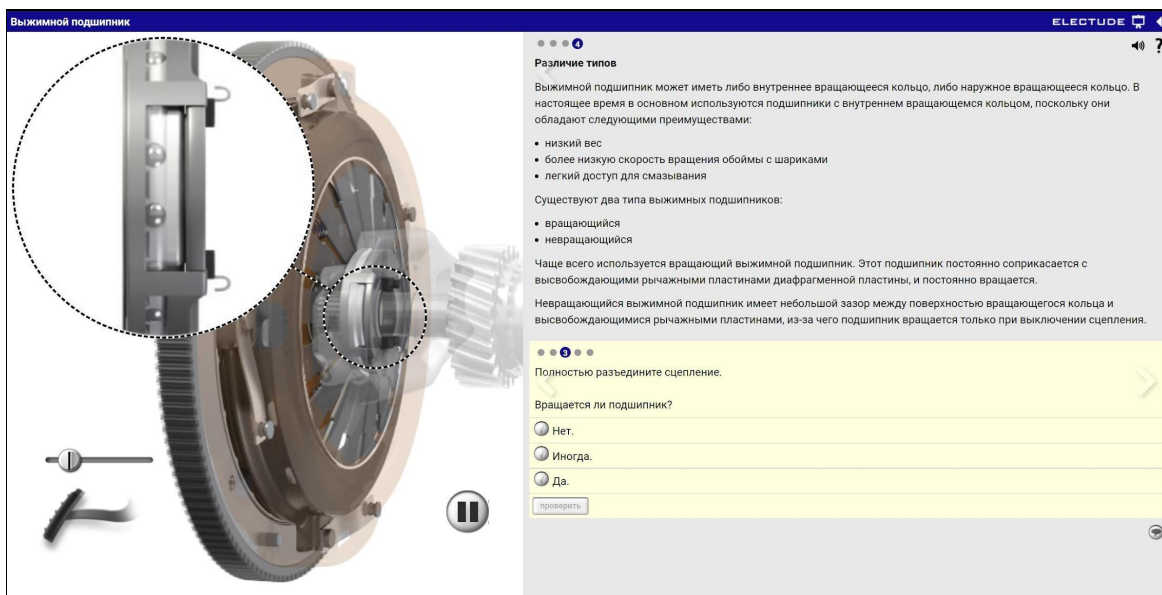 Выжимной подшипник
ELECTUDE
4
?
Различие типов
Выжимной подшипник может иметь либо внутреннее вращающееся кольцо, либо наружное вращающееся кольцо. В
настоящее время в основном используются подшипники с внутреннем вращающемся кольцом, поскольку они
обладают следующими преимуществами:
• низкий вес
• более низкую скорость вращения обоймы с шариками
• легкий доступ для смазывания
Существуют два типа выжимных подшипников:
• вращающийся
• невращающийся
Чаще всего используется вращающий выжимной подшипник. Этот подшипник постоянно соприкасается с
высвобождающими рычажными пластинами диафрагменной пластины, и постоянно вращается.
Невращающийся выжимной подшипник имеет небольшой зазор между поверхностью вращающегося кольца и
высвобождающимися рычажными пластинами, из-за чего подшипник вращается только при выключении сцепления.
3
Полностью разъедините сцепление.
Вращается ли подшипник?
Нет.
Иногда.
Да.
проверить